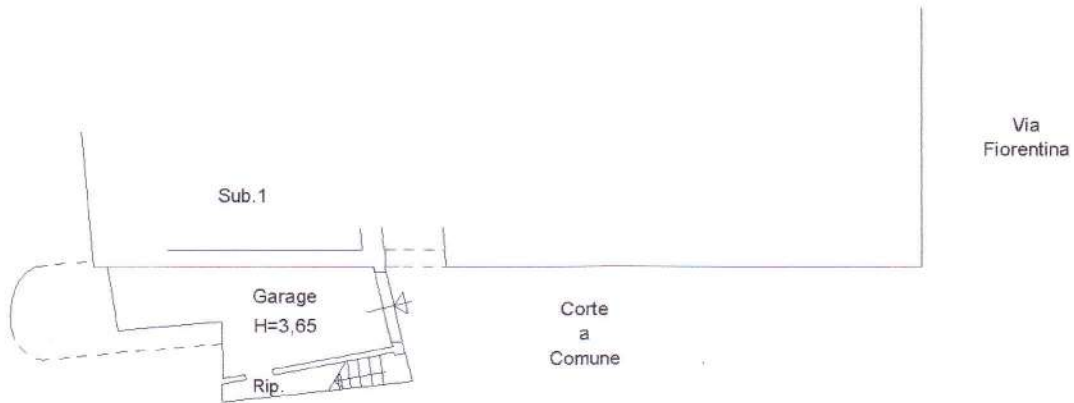 Via
Fiorentina
Sub.1
Garage
H=3,65
Corte
a
Comune
Rip.